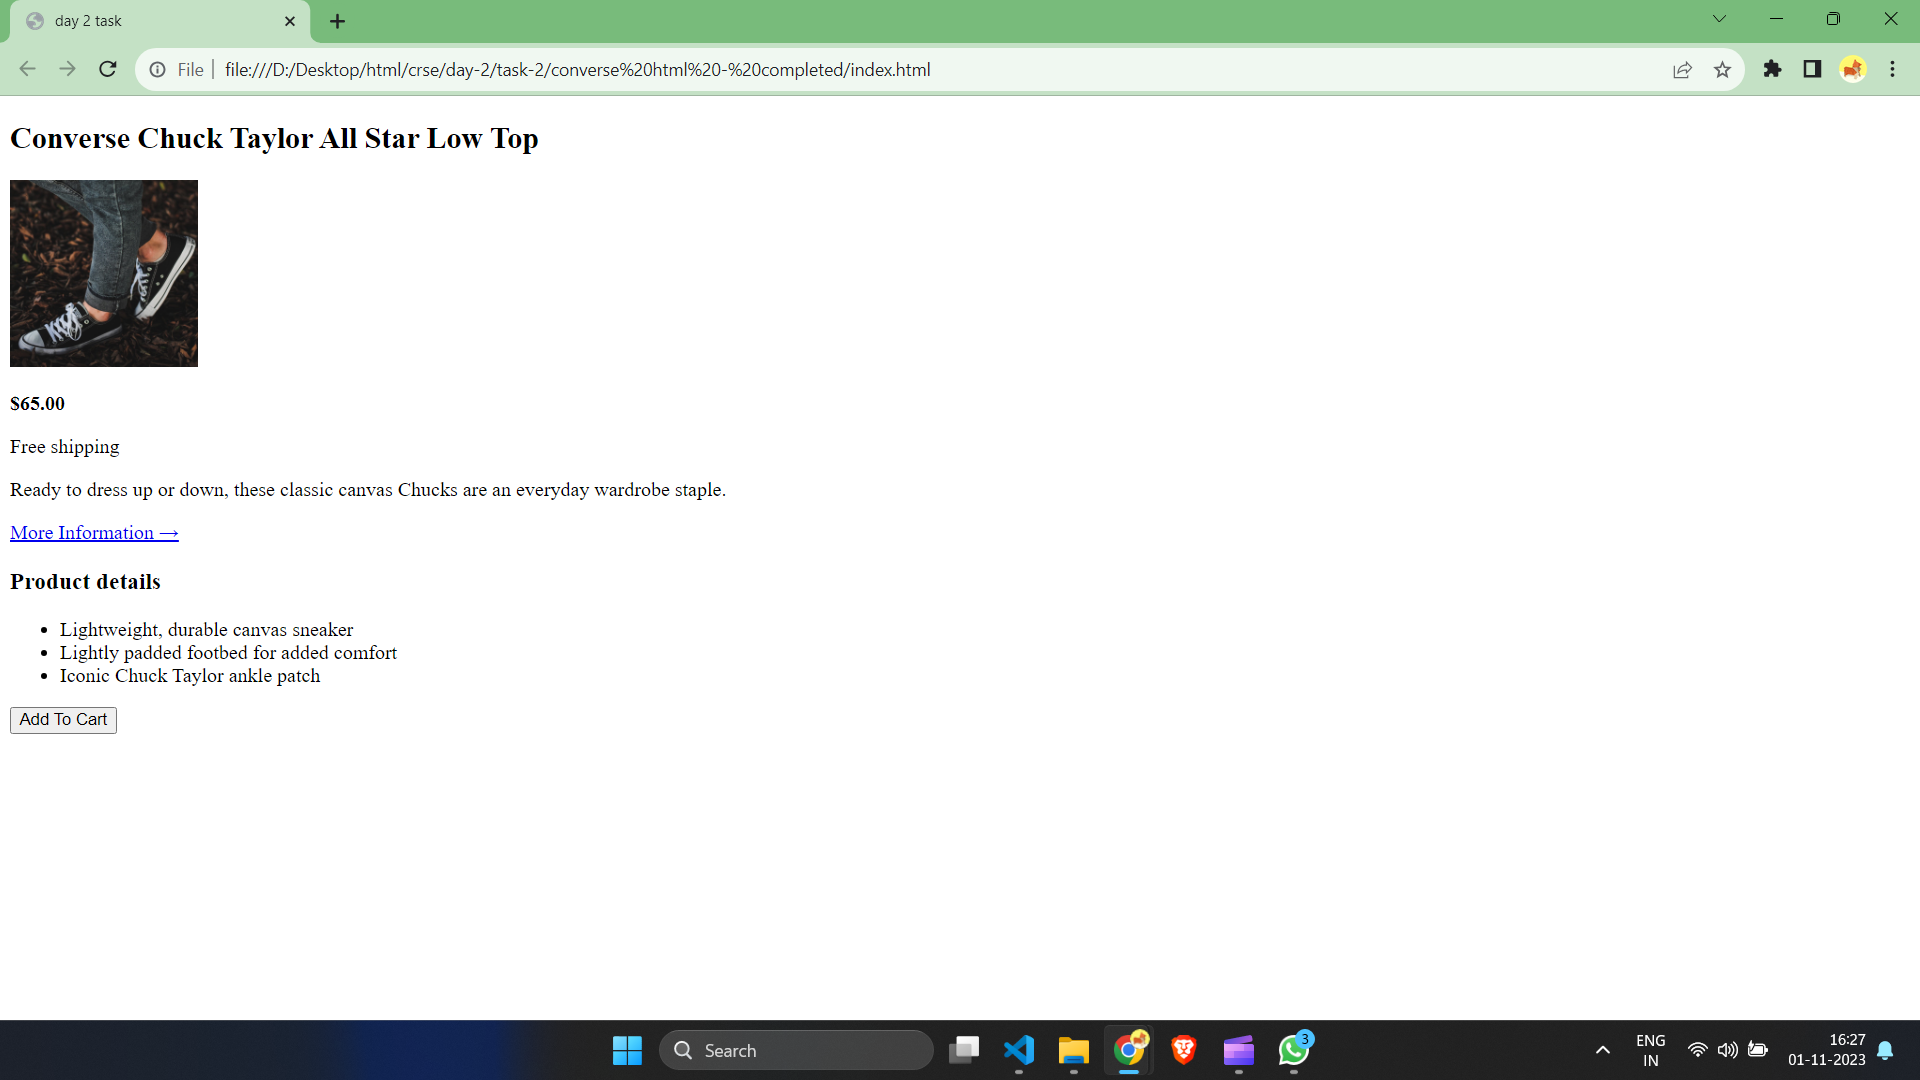 day 2 task
File
file:///D:/Desktop/html/crse/day-2/task-2/converse%20html%20-%20completed/index.html
Converse Chuck Taylor All Star Low Top
$65.00
Free shipping
Ready to dress up or down, these classic canvas Chucks are an everyday wardrobe staple.
More Information →
Product details
• Lightweight, durable canvas sneaker
• Lightly padded footbed for added comfort
• Iconic Chuck Taylor ankle patch
Add To Cart
Search
3
ENG
IN
16:27
01-11-2023